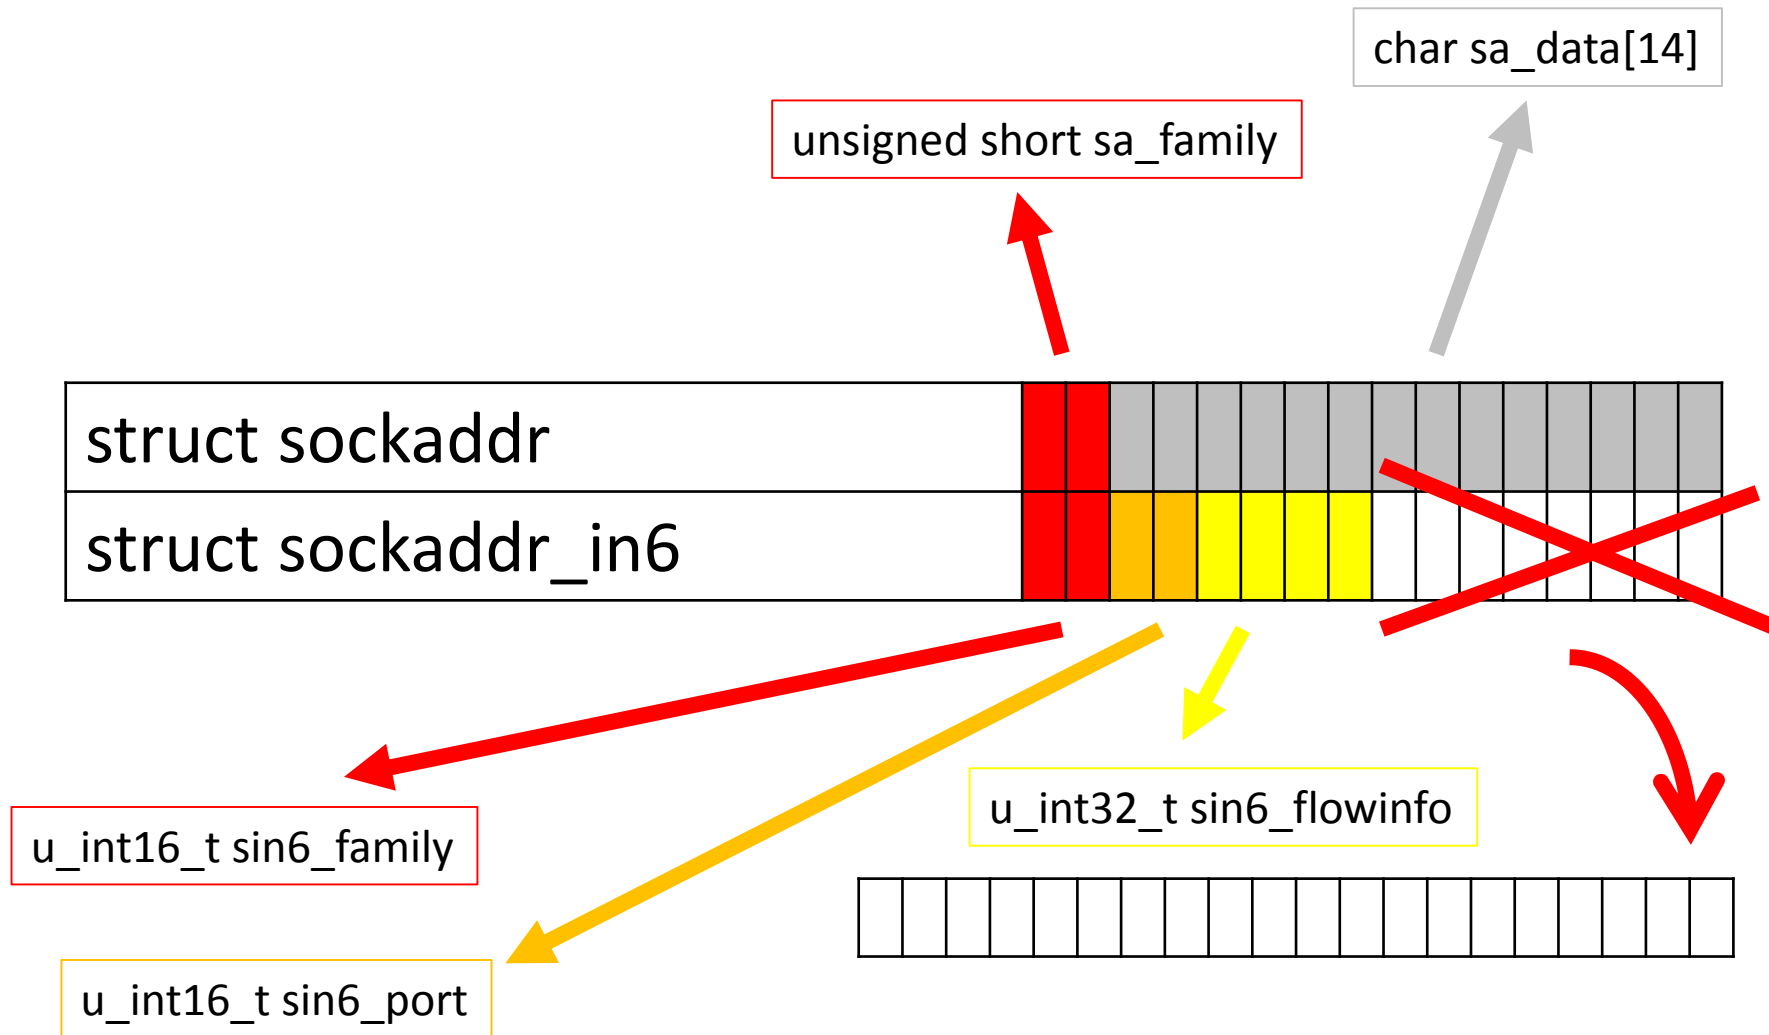 char sa_data[14]
unsigned short sa_family
struct sockaddr
struct sockaddr_in6
u_int32_t sin6_flowinfo
u_int16_t sin6_family
u_int16_t sin6_port